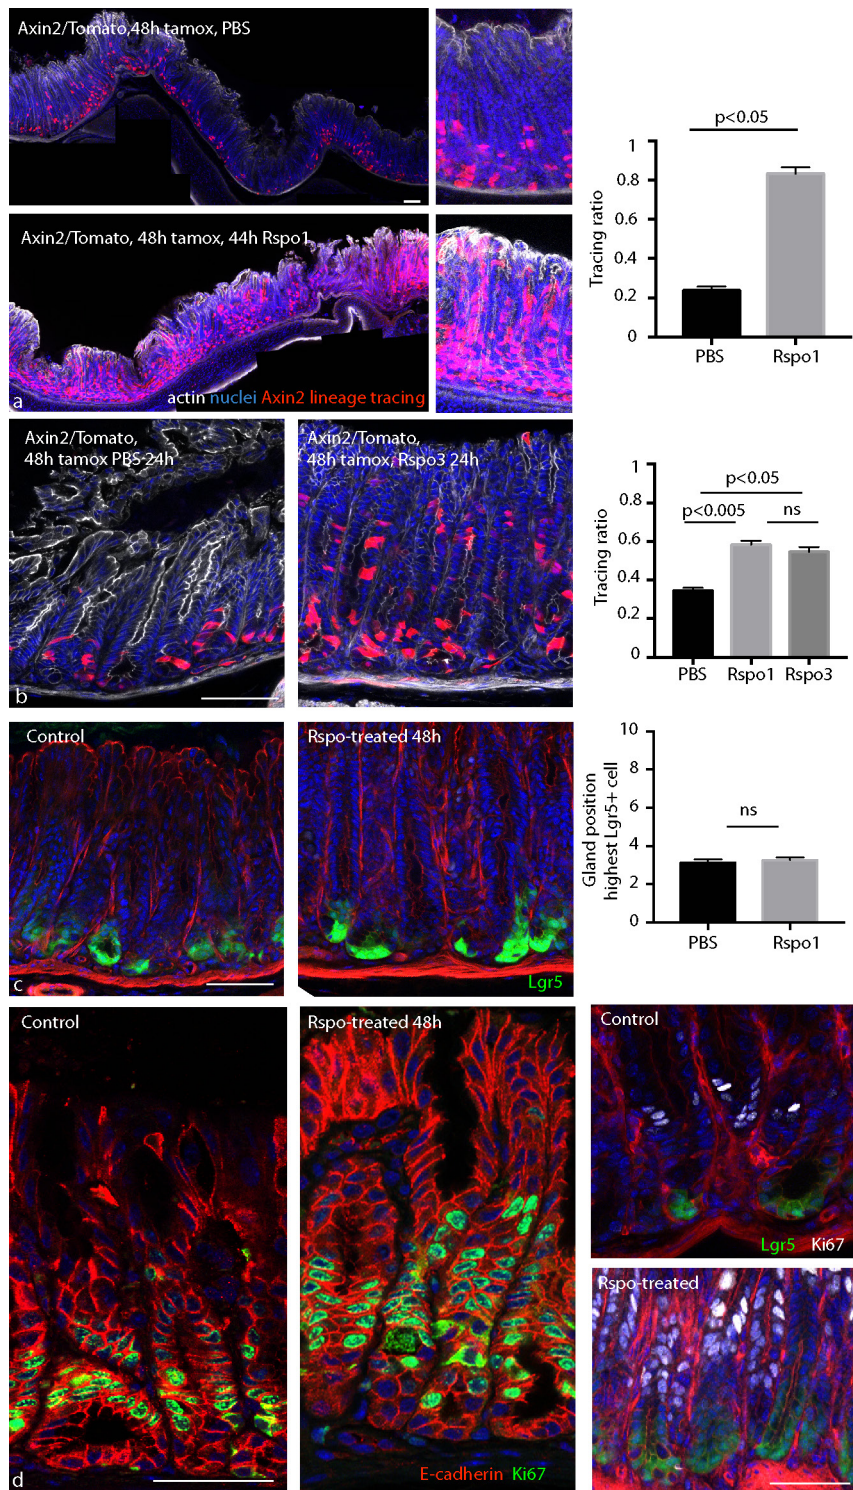 Axin2/Tomato,48h tamox, PBS
Axin2/Tomato, 48h tamox, 44h Rspo1
actin nuclei Axin2 lineage tracing
a
p<0.05
1
0.8
0.6
0.4
0.2
0
Tracing ratio
PBS Rspo1
Axin2/Tomato,
48h tamox PBS 24h
Axin2/Tomato,
48h tamox, Rspo3 24h
b
p<0.05
p<0.005 ns
1
0.8
0.6
0.4
0.2
0
Tracing ratio
PBS Rspo1 Rspo3
Control
Rspo-treated 48h
Lgr5
c
10
8
6
4
2
0
Gland position
highest Lgr5+ cell
ns
PBS Rspo1
Control
Rspo-treated 48h
E-cadherin Ki67
d
Control
Lgr5 Ki67
Rspo-treated